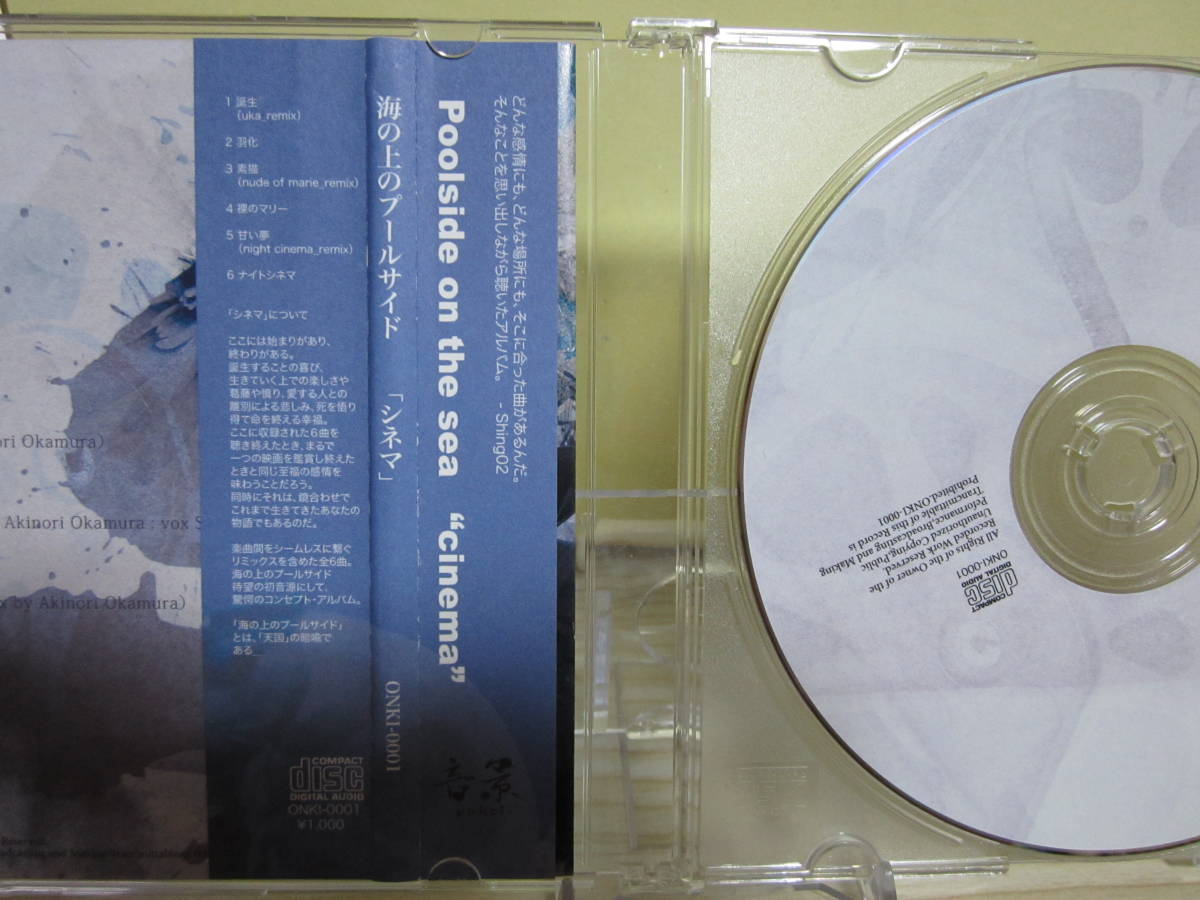 ori Okamura)
Akinori Okamura ; vox S
x by Akinori Okamura)
1 誕生
(uka_remix)
2 羽化
3 素描
(nude of marie_remix)
4 裸のマリー
5 甘い夢
(night cinema_remix)
6 ナイトシネマ
「シネマ」について
ここには始まりがあり、
終わりがある。
誕生することの喜び、
生きていく上での楽しさや
葛藤や憤り、愛する人との
離別による悲しみ、死を悟り
得て命を終える幸福。
ここに収録された6曲を
聴き終えたとき、まるで
一つの映画を鑑賞し終えた
ときと同じ至福の感情を
味わうことだろう。
同時にそれは、鏡合わせで
これまで生きてきたあなたの
物語でもあるのだ。
楽曲間をシームレスに繋ぐ
リミックスを含めた全6曲。
海の上のプールサイド
待望の初音源にして、
驚愕のコンセプト・アルバム。
「海の上のプールサイド」
とは、「天国」の暗喩で
ある__
COMPACT
disc
DIGITAL AUDIO
ONKI-0001
¥1,000
海の上のプールサイド 「シネマ」 ONKI-0001
Poolside on the sea "cinema"
どんな感情にも、どんな場所にも、そこに合った曲があるんだ。
そんなことを思い出しながら聴いたアルバム。 - Shing02
音景
COMPACT
disc
DIGITAL AUDIO
ONKI-0001
All Rights of the Owner of the
Recorded Work Reserved.
Unauthorized Copying,Public
Peformance,Broadcasting and Making
Trancmittable of this Record is
Prohibited.ONKI-0001